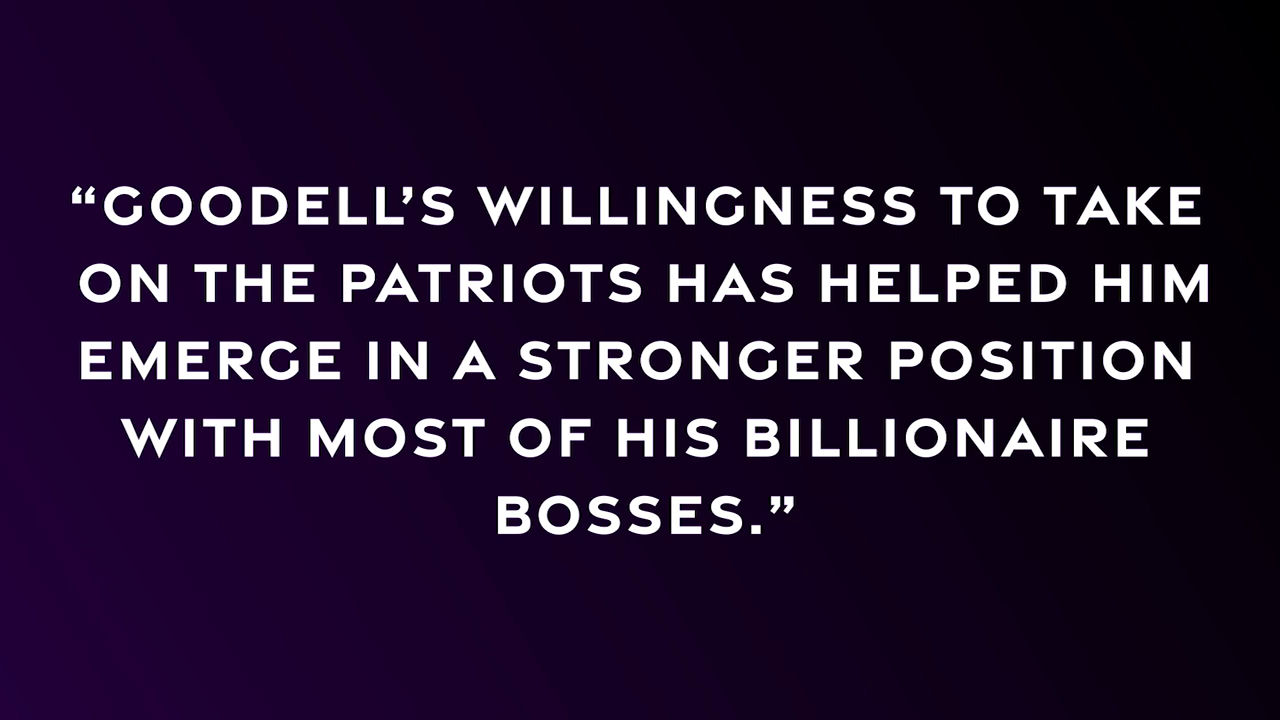 “GOODELL’S WILLINGNESS TO TAKE
ON THE PATRIOTS HAS HELPED HIM
EMERGE IN A STRONGER POSITION
WITH MOST OF HIS BILLIONAIRE
BOSSES.”